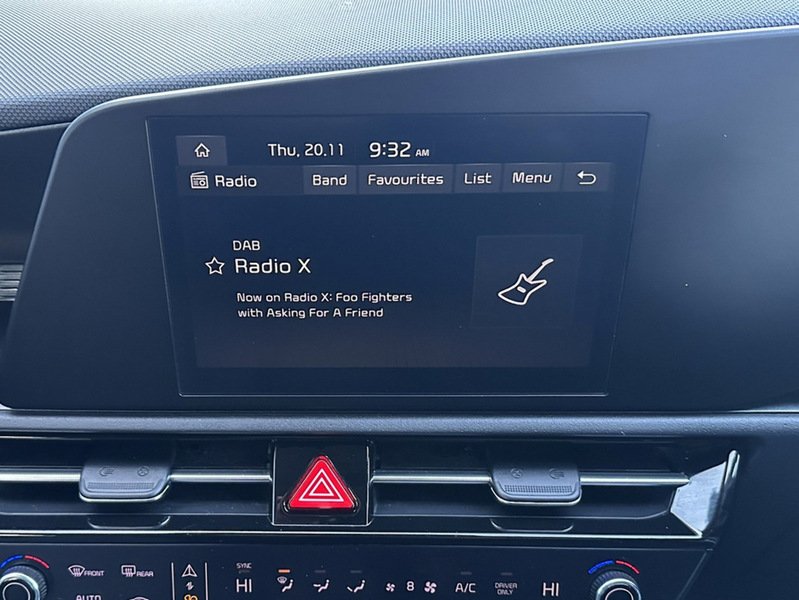 Thu, 20.11 9:32 AM
Radio Band Favourites List Menu
DAB
Radio X
Now on Radio X: Foo Fighters
with Asking For A Friend
FRONT REAR SYNC
HI 8 A/C DRIVER ONLY HI
AUTO